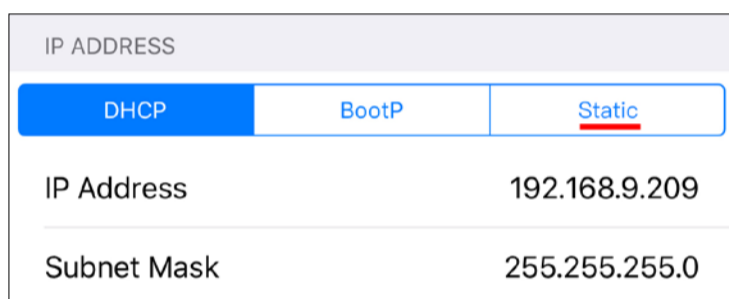 IP ADDRESS
DHCP BootP Static
IP Address 192.168.9.209
Subnet Mask 255.255.255.0